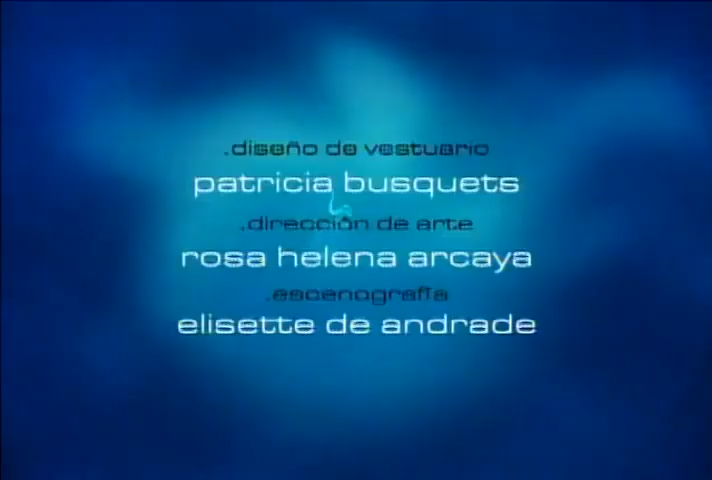 .diseño de vestuario
patricia busquets
.dirección de arte
rosa helena arcaya
.escenografía
elisette de andrade